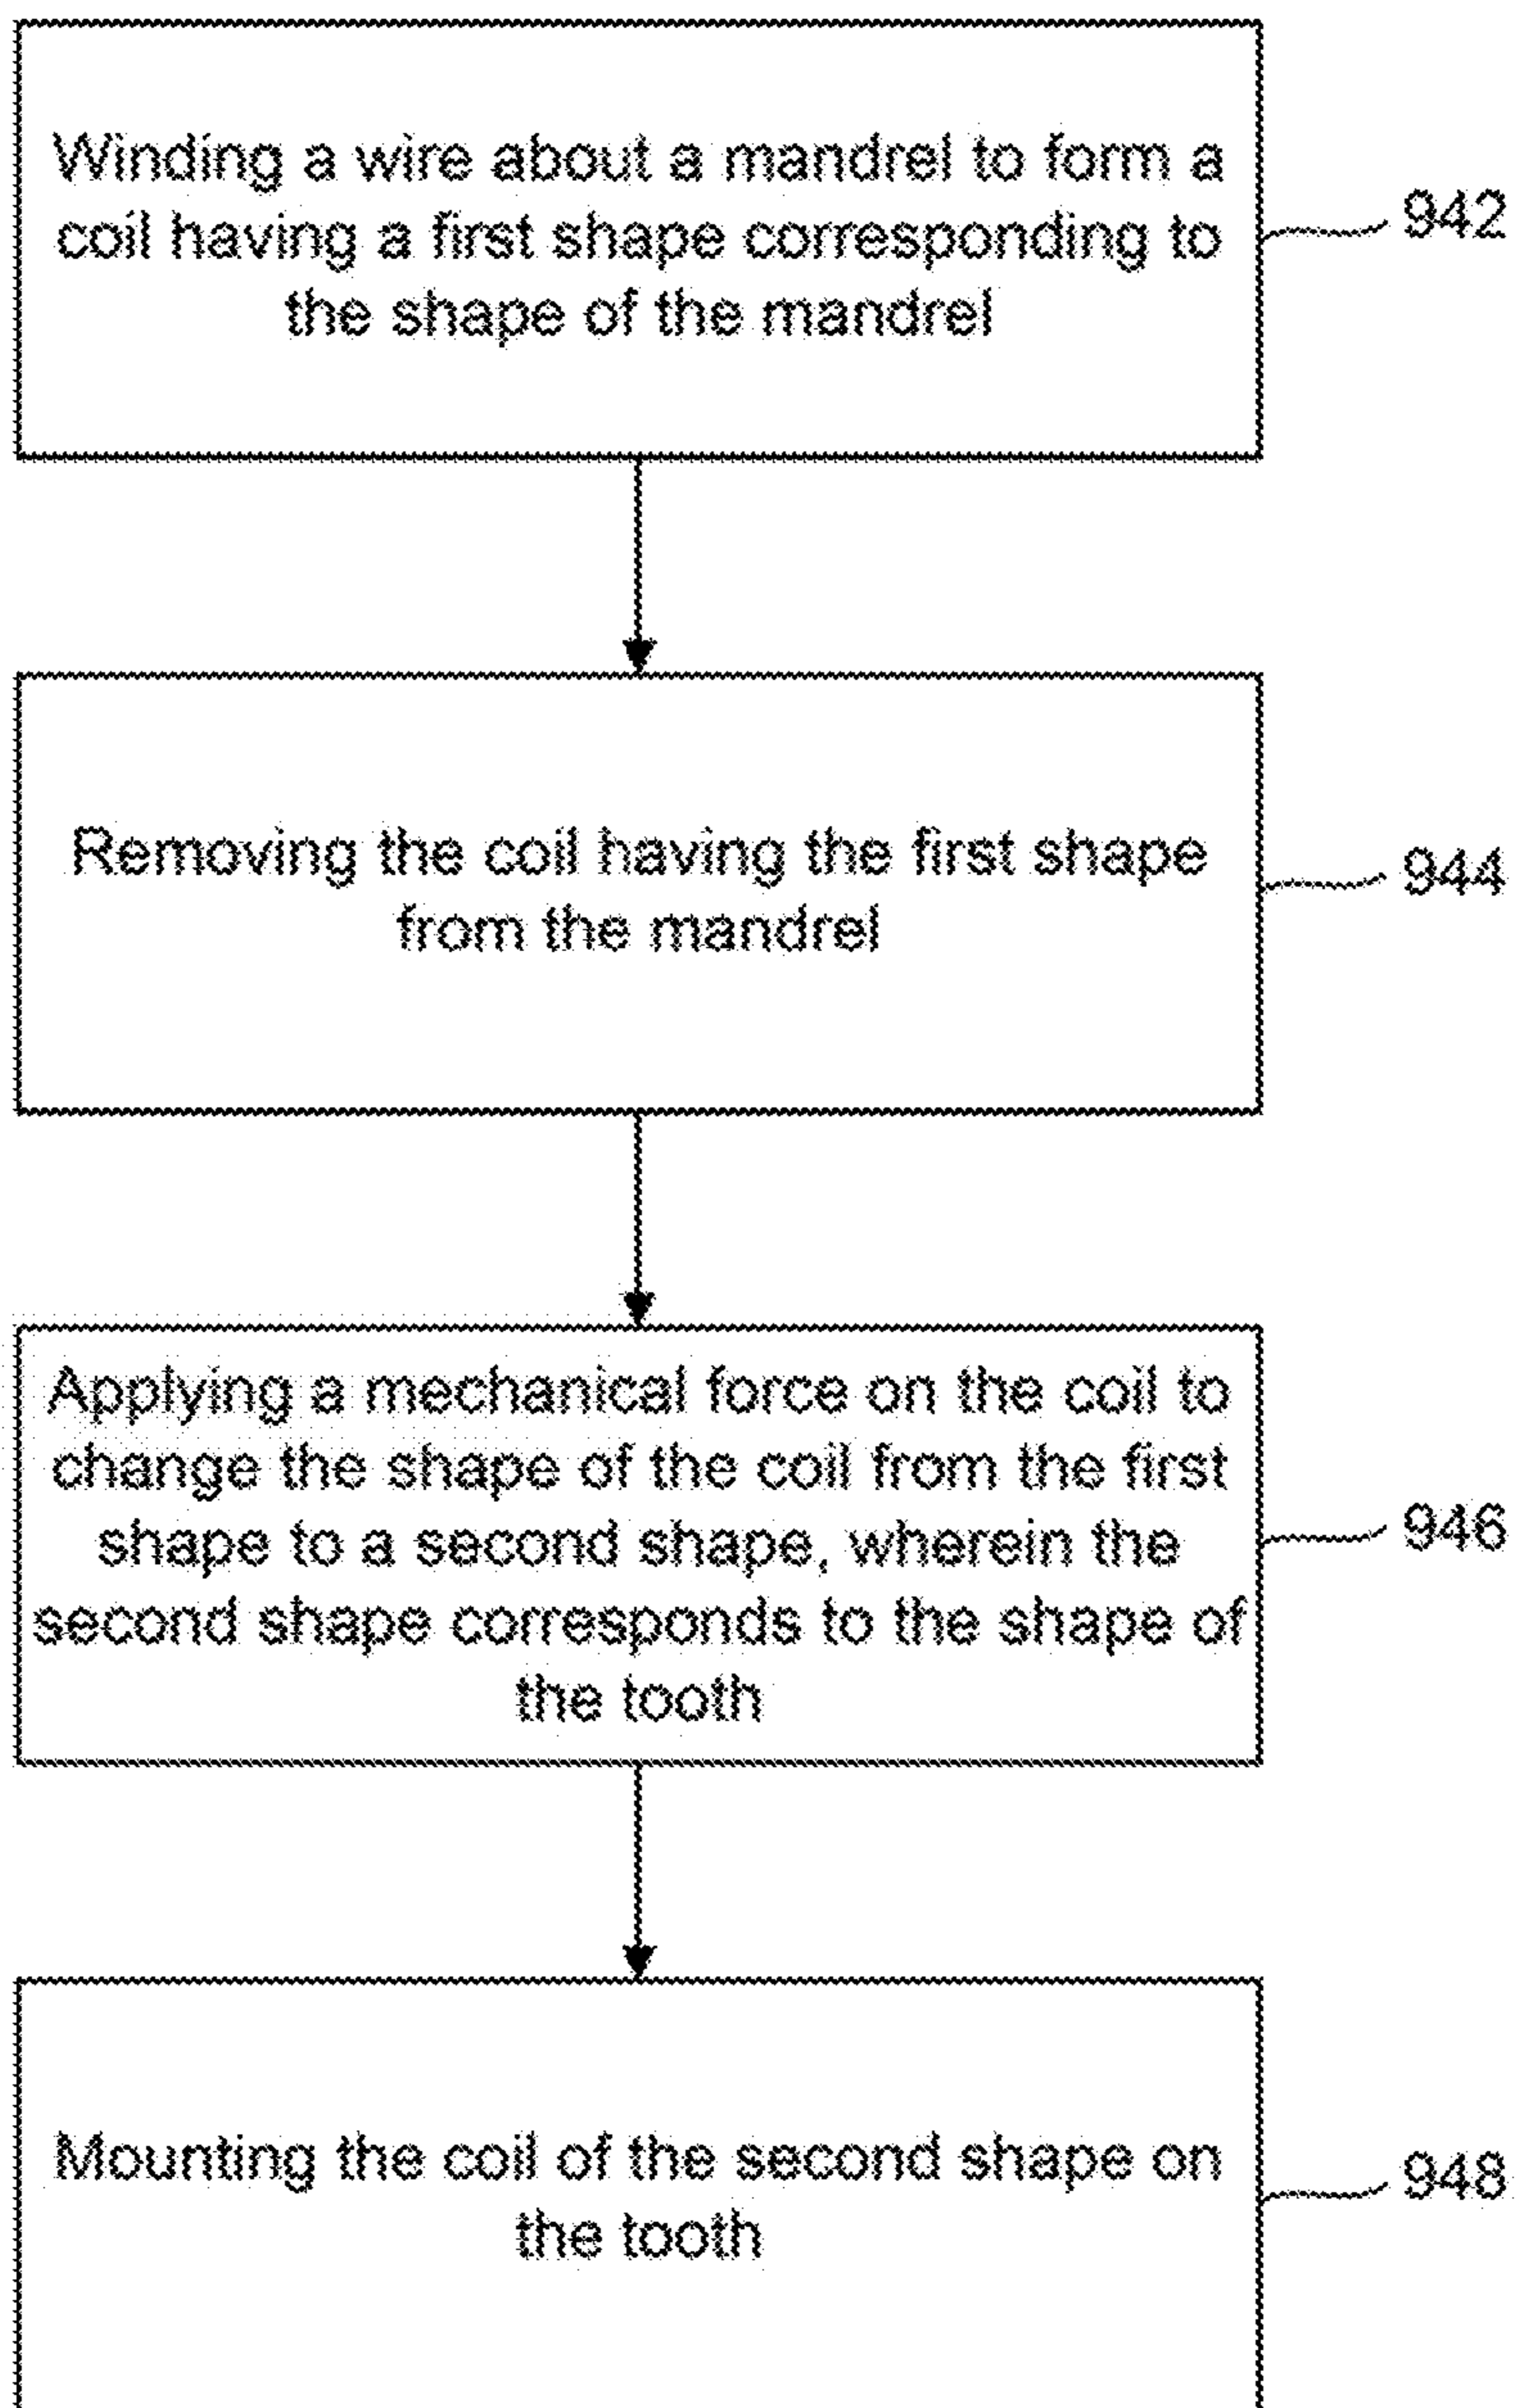 Winding a wire about a mandrel to form a
coil having a first shape corresponding to
the shape of the mandrel
942
Removing the coil having the first shape
from the mandrel
944
Applying a mechanical force on the coil to
change the shape of the coil from the first
shape to a second shape, wherein the
second shape corresponds to the shape of
the tooth
946
Mounting the coil of the second shape on
the tooth
948